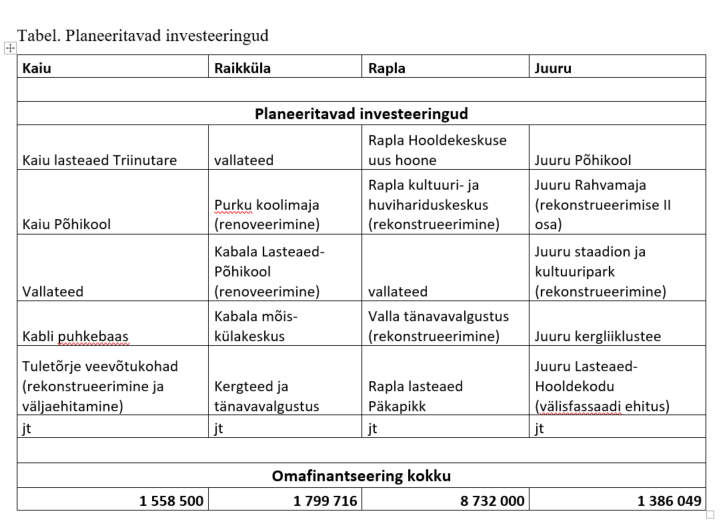 Tabel. Planeeritavad investeeringud
Kaiu Raikküla Rapla Juuru
Planeeritavad investeeringud
Kaiu lasteaed Triinutare
vallateed
Rapla Hooldekeskuse
uus hoone
Juuru Põhikool
Kaiu Põhikool
Purku koolimaja
(renoveerimine)
Rapla kultuuri- ja
huvihariduskeskus
(rekonstrueerimine)
Juuru Rahvamaja
(rekonstrueerimise II
osa)
Vallateed
Kabala Lasteaed-
Põhikool
(renoveerimine)
vallateed
Juuru staadion ja
kultuuripark
(rekonstrueerimine)
Kabli puhkebaas
Kabala mõis-
külakeskus
Valla tänavavalgustus
(rekonstrueerimine)
Juuru kergliiklustee
Tuletõrje veevõtukohad
(rekonstrueerimine ja
väljaehitamine)
Kergteed ja
tänavavalgustus
Rapla lasteaed
Päkapikk
Juuru Lasteaed-
Hooldekodu
(välisfassaadi ehitus)
jt jt jt jt
Omafinantseering kokku
1 558 500 1 799 716 8 732 000 1 386 049